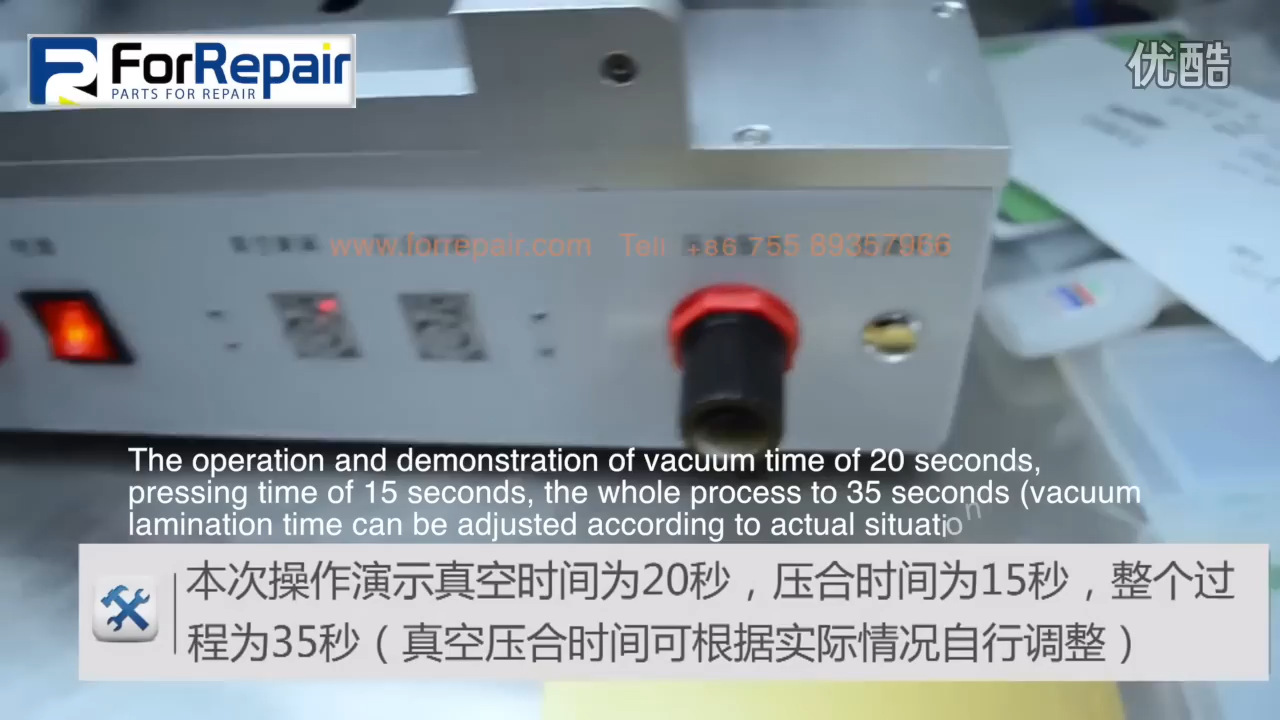 ForRepair
PARTS FOR REPAIR
优酷
www.forrepair.com Tell +86 755 89357966
The operation and demonstration of vacuum time of 20 seconds,
pressing time of 15 seconds, the whole process to 35 seconds (vacuum
lamination time can be adjusted according to actual situation
本次操作演示真空时间为20秒，压合时间为15秒，整个过
程为35秒（真空压合时间可根据实际情况自行调整）